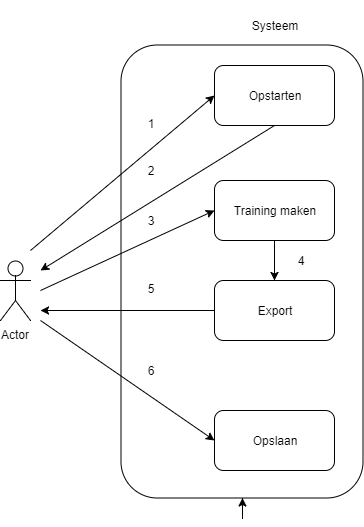 Systeem
Opstarten
1
2
3
Training maken
4
5
Export
Actor
6
Opslaan